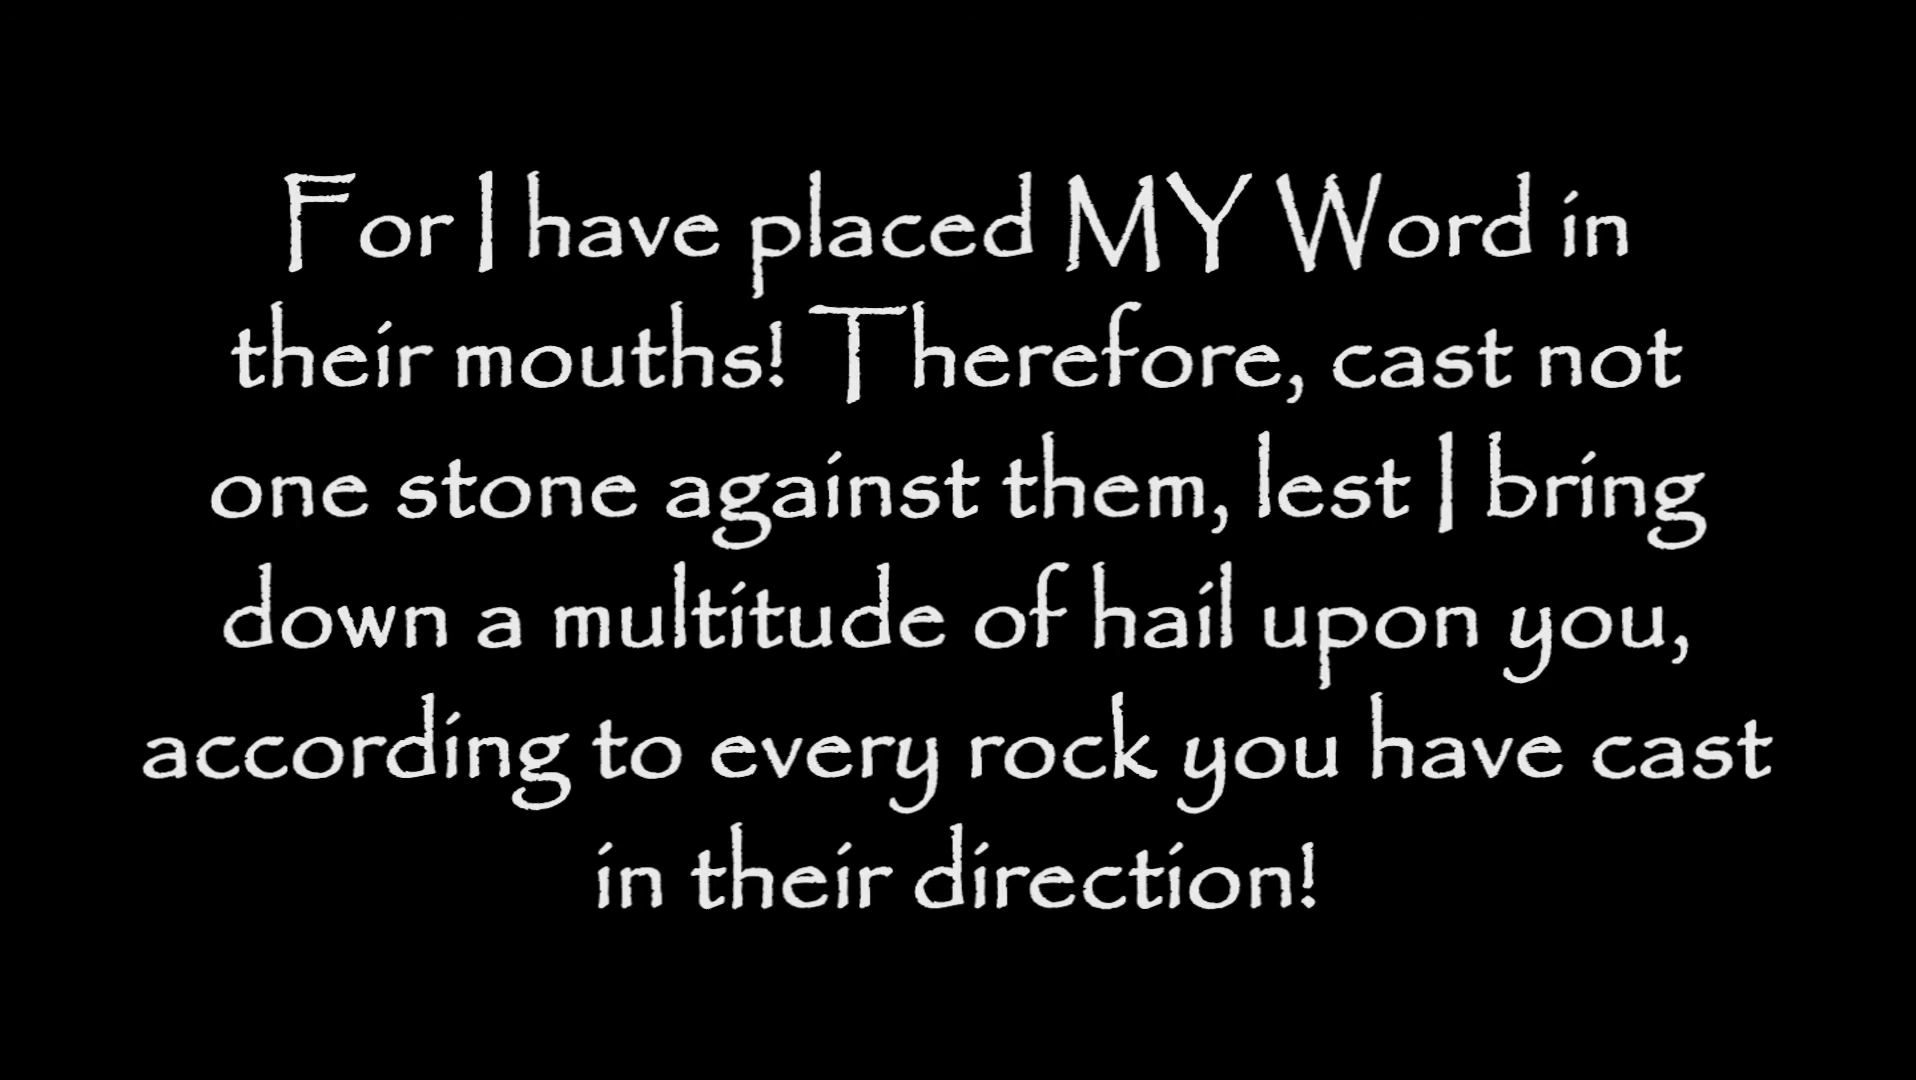 For I have placed MY Word in
their mouths! Therefore, cast not
one stone against them, lest I bring
down a multitude of hail upon you,
according to every rock you have cast
in their direction!